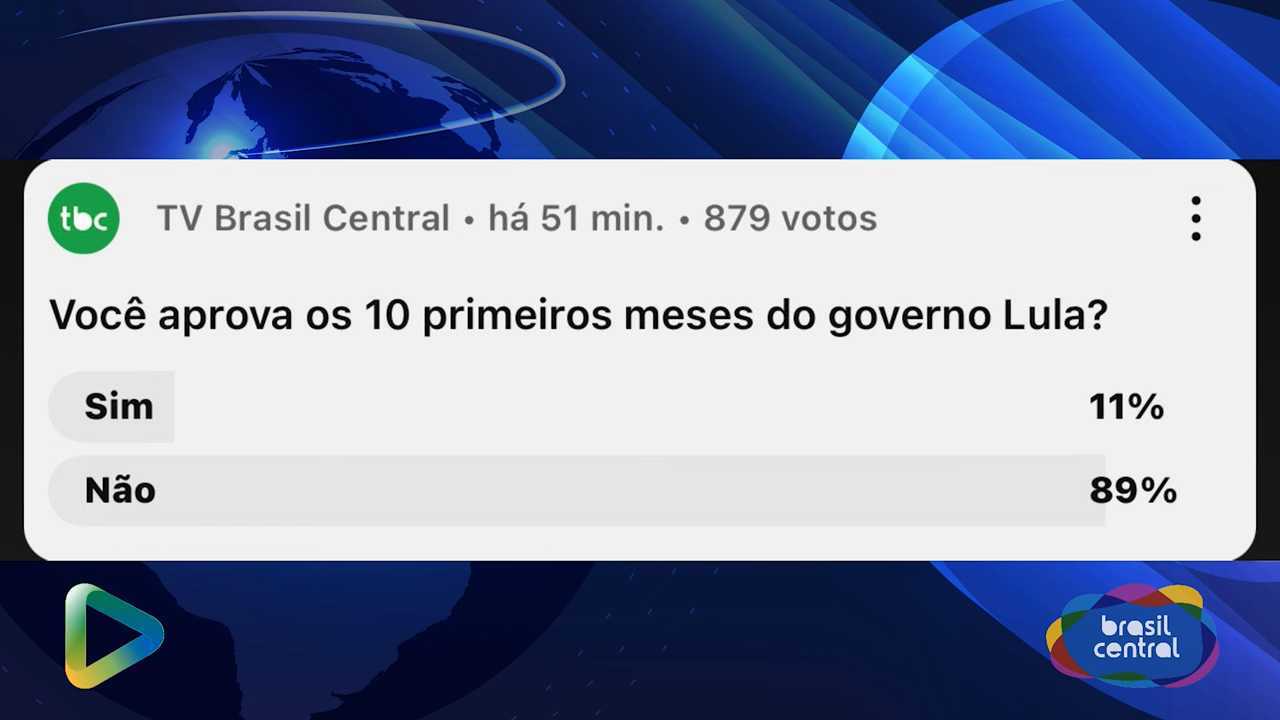 tbc
TV Brasil Central • há 51 min. • 879 votos
Você aprova os 10 primeiros meses do governo Lula?
Sim 11%
Não 89%
brasil
central